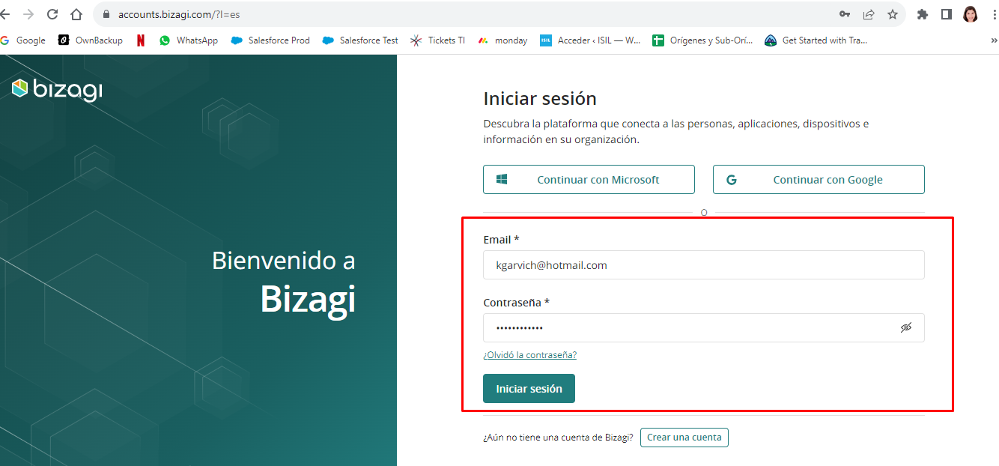 accounts.bizagi.com/?l=es
Google OwnBackup WhatsApp Salesforce Prod Salesforce Test Tickets TI monday ISIL Acceder ‹ ISIL — W... Orígenes y Sub-Orí... Get Started with Tra... »
bizagi
Bienvenido a
Bizagi
Iniciar sesión
Descubra la plataforma que conecta a las personas, aplicaciones, dispositivos e
información en su organización.
Continuar con Microsoft
Continuar con Google
O
Email *
kgarvich@hotmail.com
Contraseña *
••••••••••••
¿Olvidó la contraseña?
Iniciar sesión
¿Aún no tiene una cuenta de Bizagi? Crear una cuenta